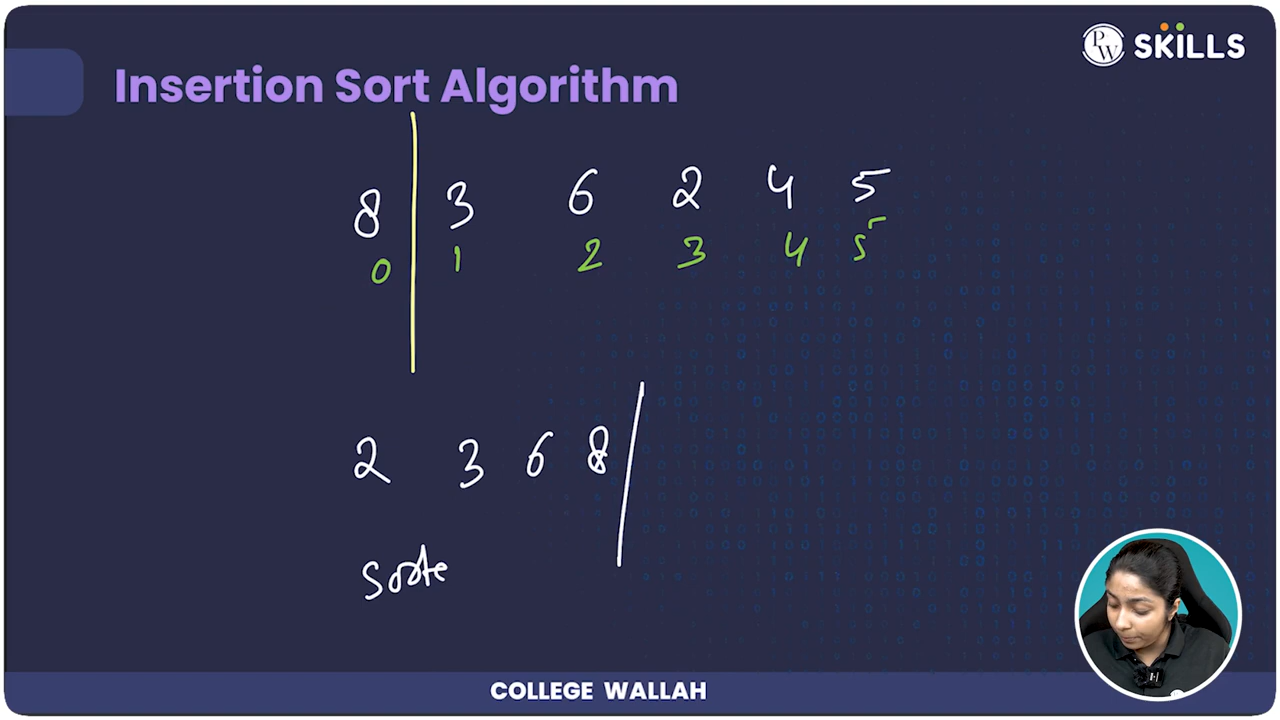 PW SKILLS
Insertion Sort Algorithm
8 3 6 2 4 5
0 1 2 3 4 5
2 3 6 8
sorte
COLLEGE WALLAH